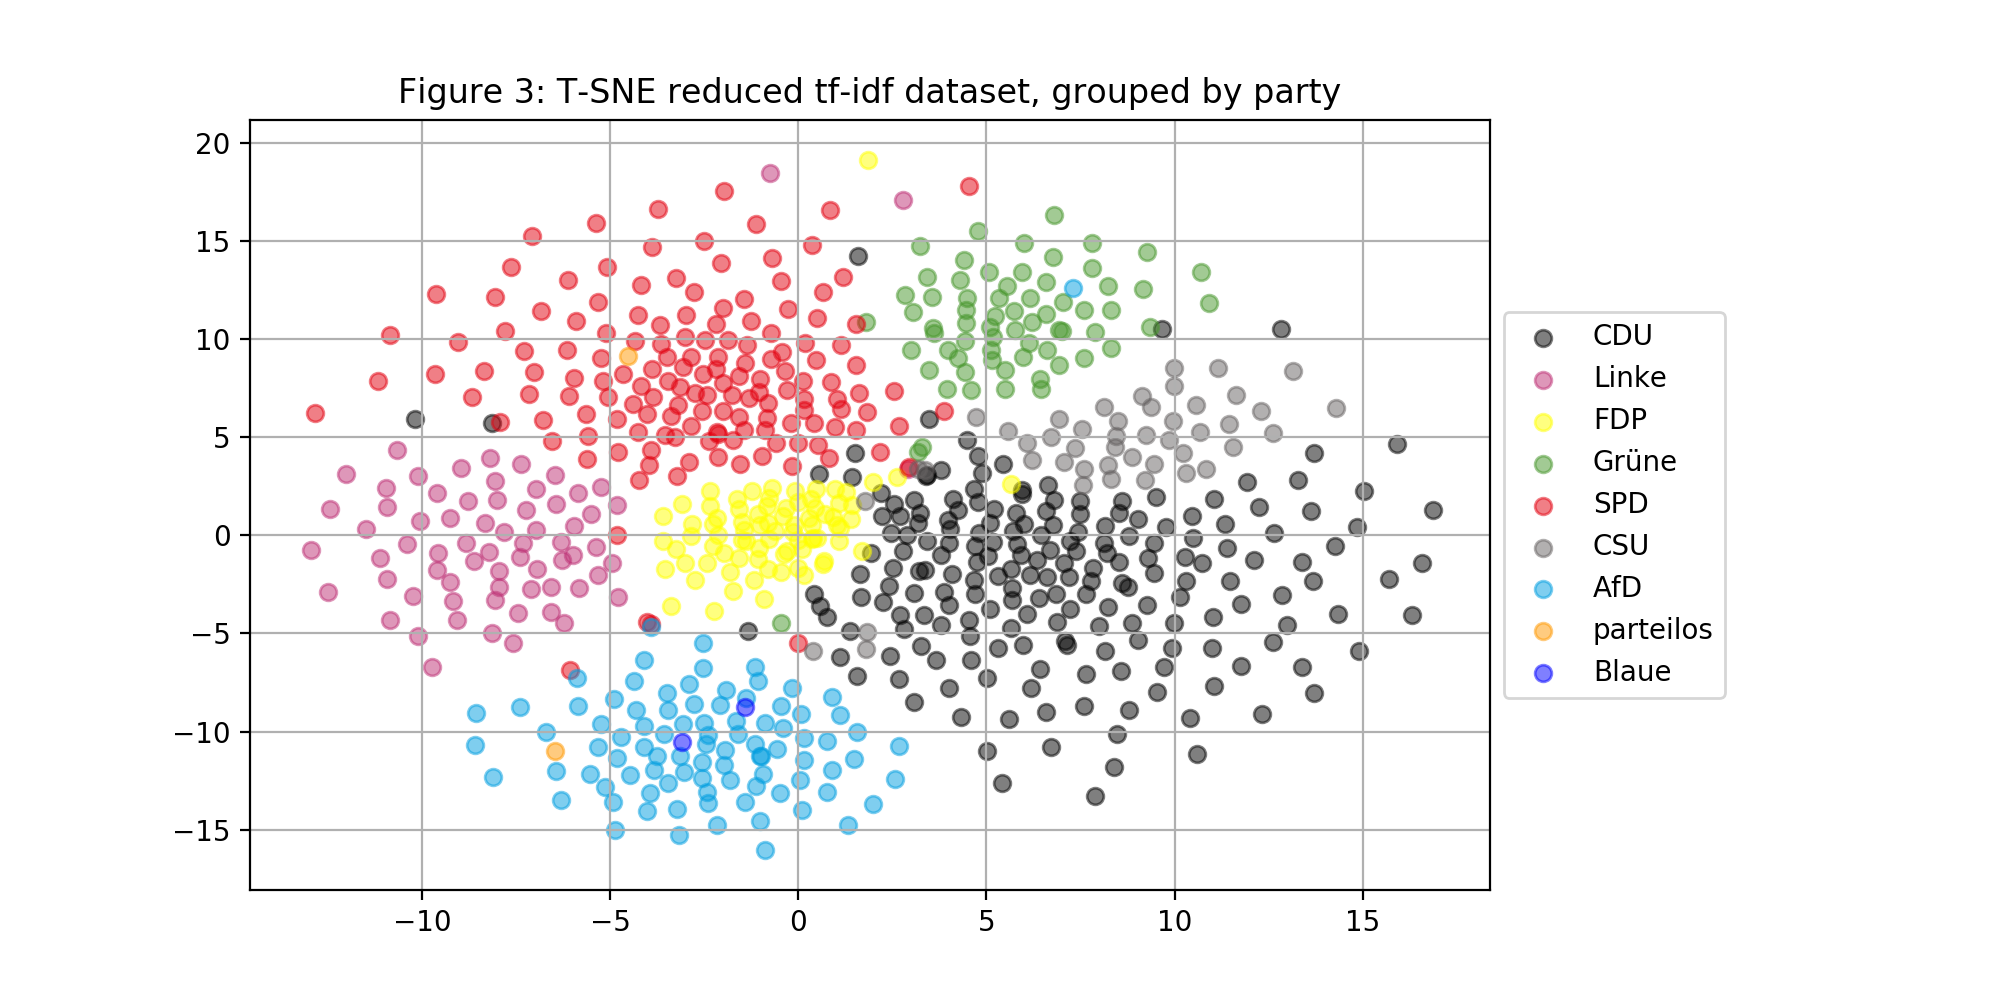 Figure 3: T-SNE reduced tf-idf dataset, grouped by party
20
15
10
5
0
−5
−10
−15
−10
−5
0
5
10
15
CDU
Linke
FDP
Grüne
SPD
CSU
AfD
parteilos
Blaue